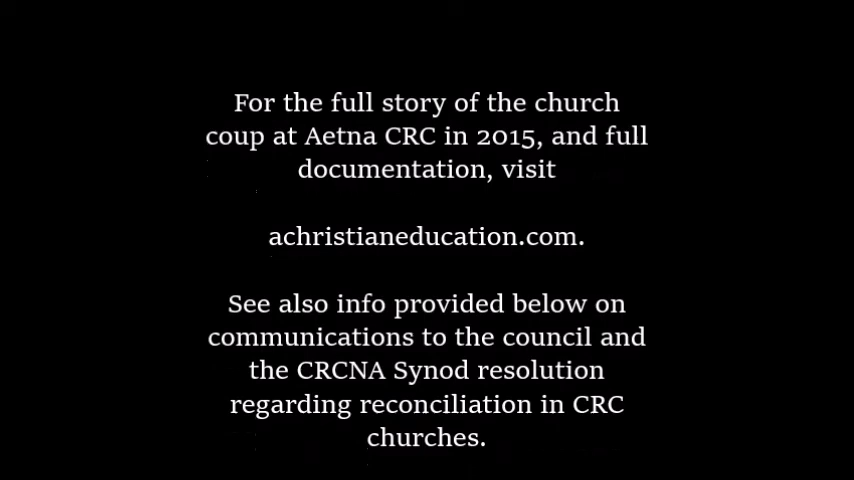 For the full story of the church
coup at Aetna CRC in 2015, and full
documentation, visit
achristianeducation.com.
See also info provided below on
communications to the council and
the CRCNA Synod resolution
regarding reconciliation in CRC
churches.